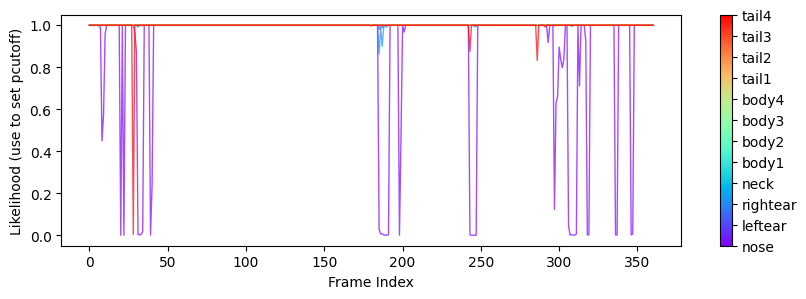 Likelihood (use to set pcutoff)
1.0
0.8
0.6
0.4
0.2
0.0
0
50
100
150
200
250
300
350
Frame Index
tail4
tail3
tail2
tail1
body4
body3
body2
body1
neck
rightear
leftear
nose